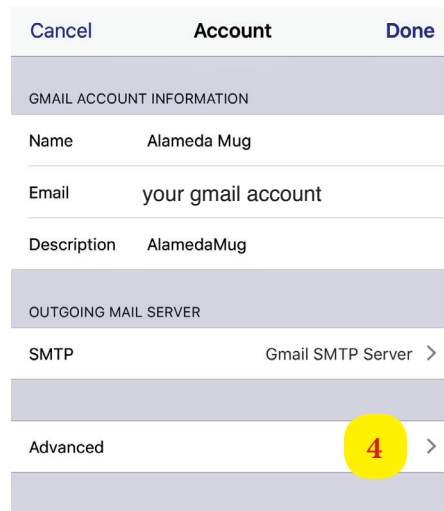 Cancel Account Done
GMAIL ACCOUNT INFORMATION
Name Alameda Mug
Email your gmail account
Description AlamedaMug
OUTGOING MAIL SERVER
SMTP Gmail SMTP Server >
Advanced 4 >